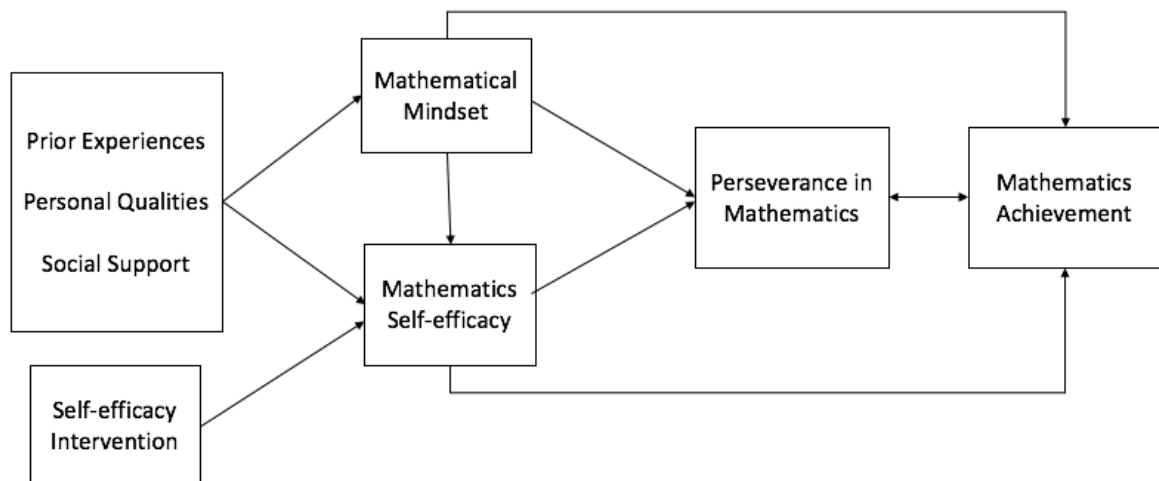 Prior Experiences
Personal Qualities
Social Support
Self-efficacy
Intervention
Mathematical
Mindset
Mathematics
Self-efficacy
Perseverance in
Mathematics
Mathematics
Achievement